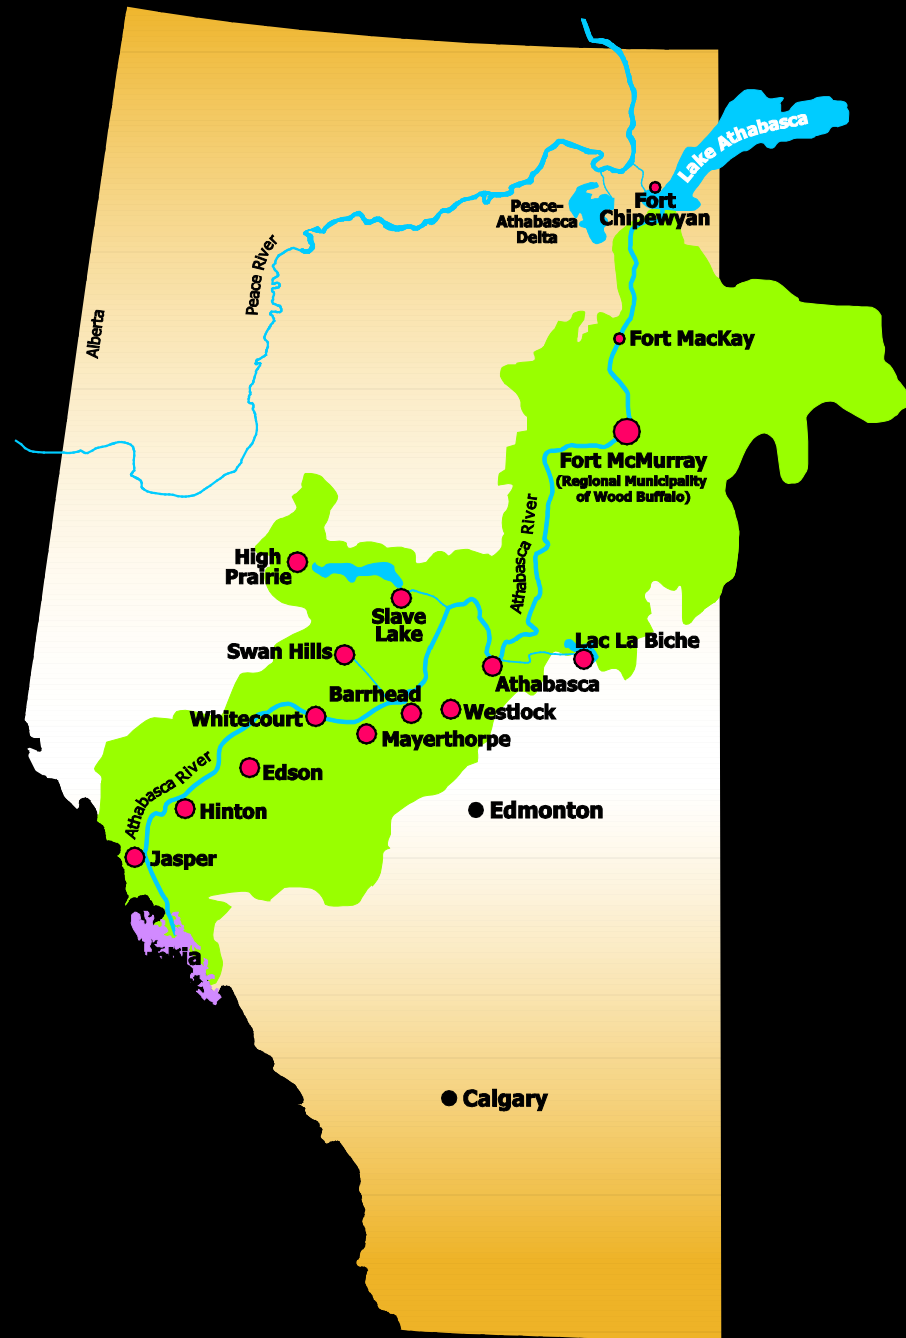 Lake Athabasca
Fort
Chipewyan
Peace-
Athabasca
Delta
Peace River
Alberta
Fort MacKay
Fort McMurray
(Regional Municipality
of Wood Buffalo)
Athabasca River
High
Prairie
Slave
Lake
Swan Hills
Lac La Biche
Athabasca
Barrhead
Westlock
Whitecourt
Mayerthorpe
Athabasca River
Edson
Hinton
Edmonton
Jasper
Calgary